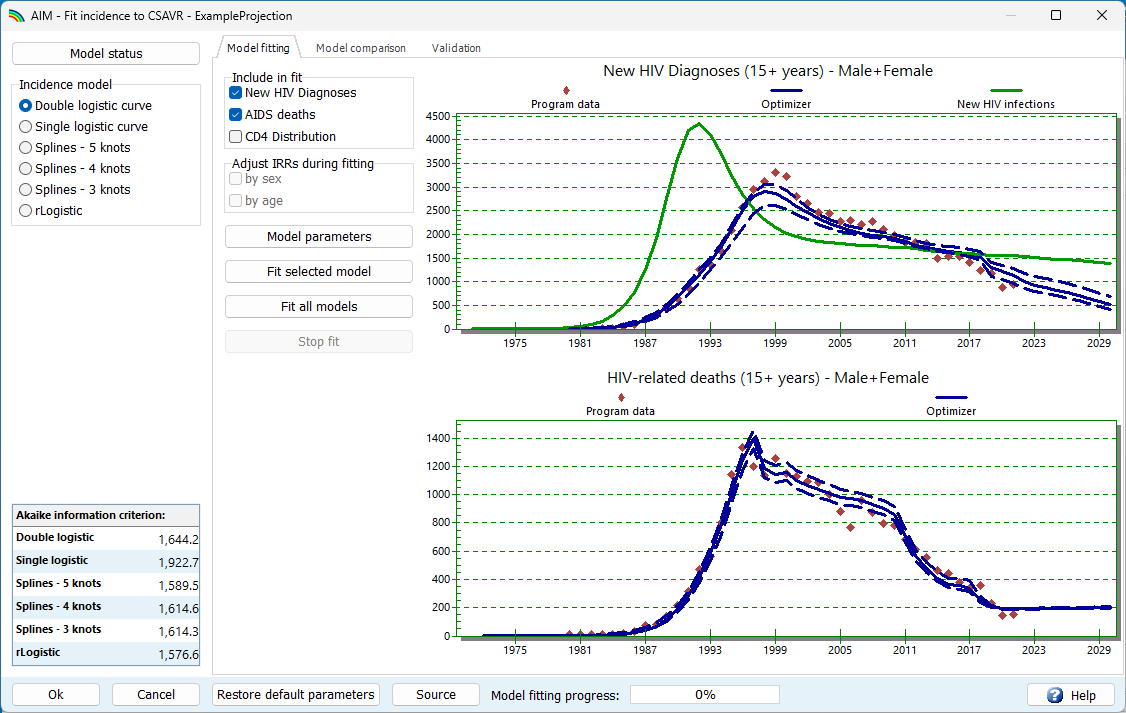 AIM - Fit incidence to CSAVR - ExampleProjection
Model status
Incidence model
Double logistic curve
Single logistic curve
Splines - 5 knots
Splines - 4 knots
Splines - 3 knots
rLogistic
Akaike information criterion:
Double logistic 1,644.2
Single logistic 1,922.7
Splines - 5 knots 1,589.5
Splines - 4 knots 1,614.6
Splines - 3 knots 1,614.3
rLogistic 1,576.6
Model fitting Model comparison Validation
Include in fit
New HIV Diagnoses
AIDS deaths
CD4 Distribution
Adjust IRRs during fitting
by sex
by age
Model parameters
Fit selected model
Fit all models
Stop fit
New HIV Diagnoses (15+ years) - Male+Female
Program data Optimizer New HIV infections
4500
4000
3500
3000
2500
2000
1500
1000
500
0
1975 1981 1987 1993 1999 2005 2011 2017 2023 2029
HIV-related deaths (15+ years) - Male+Female
Program data Optimizer
1400
1200
1000
800
600
400
200
0
1975 1981 1987 1993 1999 2005 2011 2017 2023 2029
Ok Cancel Restore default parameters Source Model fitting progress: 0% Help